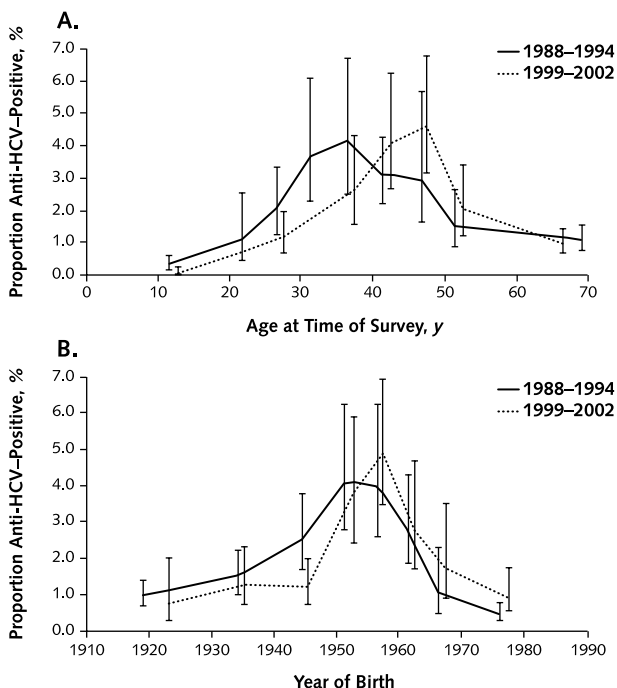 A.
Proportion Anti-HCV–Positive, %
7.0
6.0
5.0
4.0
3.0
2.0
1.0
0.0
1988–1994
1999–2002
0 10 20 30 40 50 60 70
Age at Time of Survey, y
B.
Proportion Anti-HCV–Positive, %
7.0
6.0
5.0
4.0
3.0
2.0
1.0
0.0
1988–1994
1999–2002
1910 1920 1930 1940 1950 1960 1970 1980 1990
Year of Birth